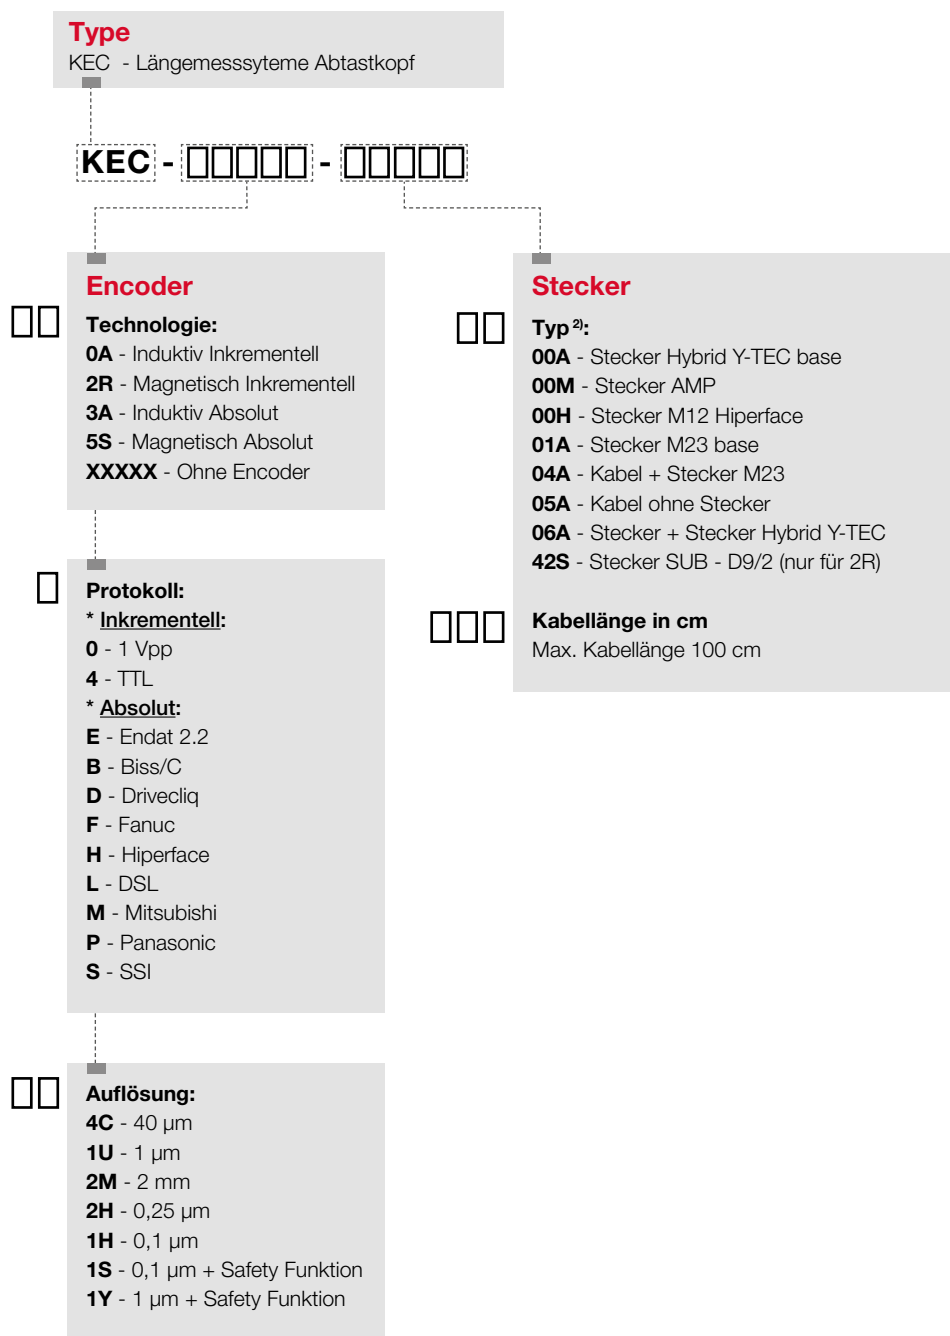 Type
KEC - Längemesssyteme Abtastkopf
KEC - □□□□□ - □□□□□
Encoder
Technologie:
0A - Induktiv Inkrementell
2R - Magnetisch Inkrementell
3A - Induktiv Absolut
5S - Magnetisch Absolut
XXXXX - Ohne Encoder
Protokoll:
* Inkrementell:
0 - 1 Vpp
4 - TTL
* Absolut:
E - Endat 2.2
B - Biss/C
D - Drivecliq
F - Fanuc
H - Hiperface
L - DSL
M - Mitsubishi
P - Panasonic
S - SSI
Auflösung:
4C - 40 µm
1U - 1 µm
2M - 2 mm
2H - 0,25 µm
1H - 0,1 µm
1S - 0,1 µm + Safety Funktion
1Y - 1 µm + Safety Funktion
Stecker
Typ 2):
00A - Stecker Hybrid Y-TEC base
00M - Stecker AMP
00H - Stecker M12 Hiperface
01A - Stecker M23 base
04A - Kabel + Stecker M23
05A - Kabel ohne Stecker
06A - Stecker + Stecker Hybrid Y-TEC
42S - Stecker SUB - D9/2 (nur für 2R)
Kabellänge in cm
Max. Kabellänge 100 cm